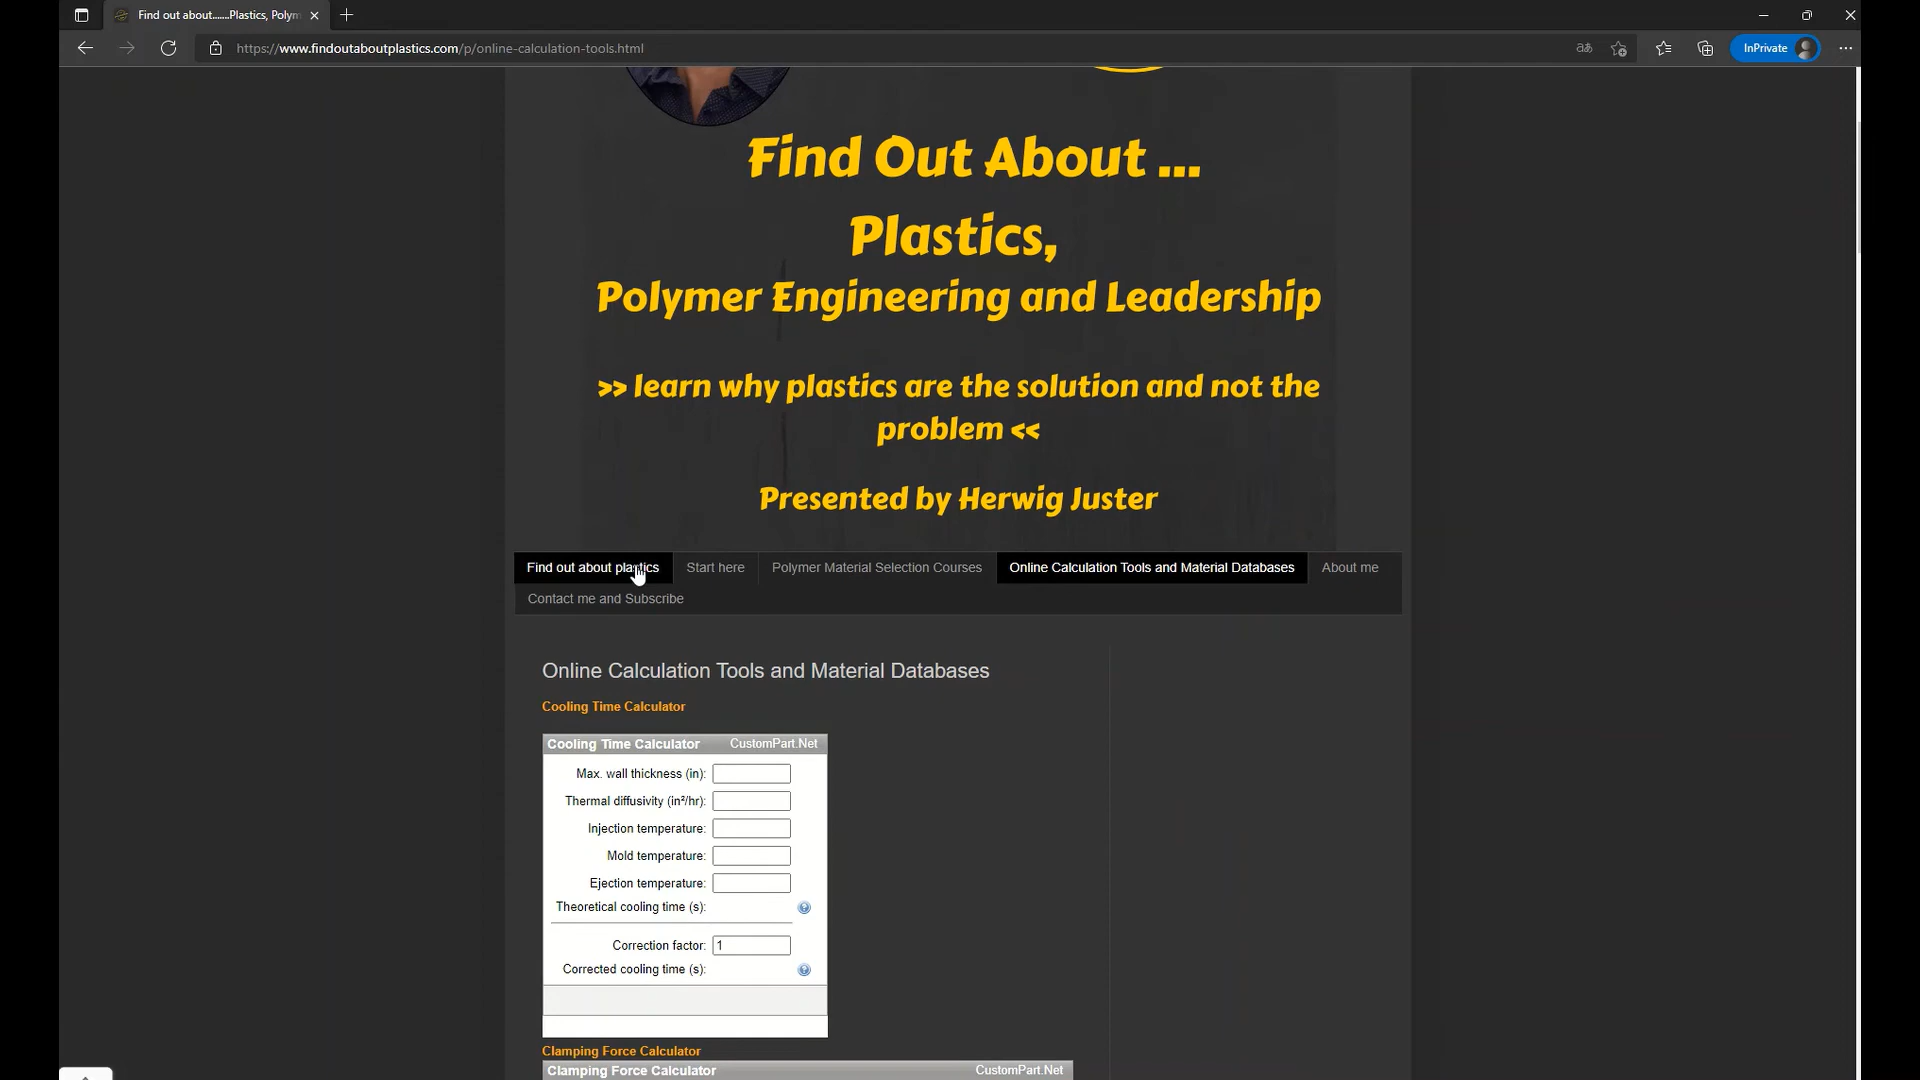 Find out about......Plastics, Polym
https://www.findoutaboutplastics.com/p/online-calculation-tools.html
InPrivate
Find Out About ...
Plastics,
Polymer Engineering and Leadership
>> learn why plastics are the solution and not the
problem <<
Presented by Herwig Juster
Find out about plastics
Start here
Polymer Material Selection Courses
Online Calculation Tools and Material Databases
About me
Contact me and Subscribe
Online Calculation Tools and Material Databases
Cooling Time Calculator
Cooling Time Calculator CustomPart.Net
Max. wall thickness (in):
Thermal diffusivity (in²/hr):
Injection temperature:
Mold temperature:
Ejection temperature:
Theoretical cooling time (s):
Correction factor: 1
Corrected cooling time (s):
Clamping Force Calculator
Clamping Force Calculator CustomPart.Net